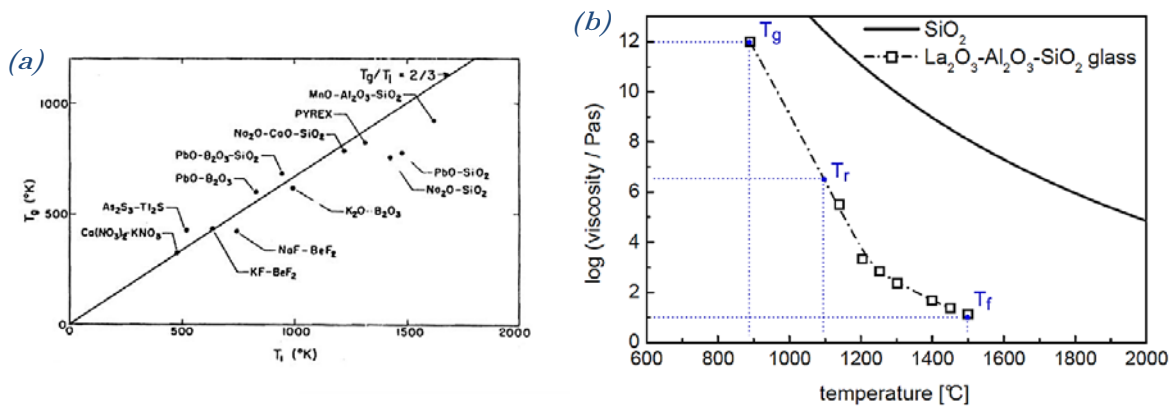 (a)
Tg/Tl = 2/3
MnO-Al2O3-SiO2
PYREX
Na2O-CaO-SiO2
PbO-B2O3-SiO2
PbO-B2O3
As2S3-Tl2S
Ca(NO3)2-KNO3
PbO-SiO2
Na2O-SiO2
K2O-B2O3
NaF-BeF2
KF-BeF2
1000
500
0
Tg (°K)
0 500 1000 1500 2000
Tl (°K)
(b)
Tg
SiO2
La2O3-Al2O3-SiO2 glass
Tr
Tf
12
10
8
6
4
2
0
log (viscosity / Pas)
600 800 1000 1200 1400 1600 1800 2000
temperature [℃]